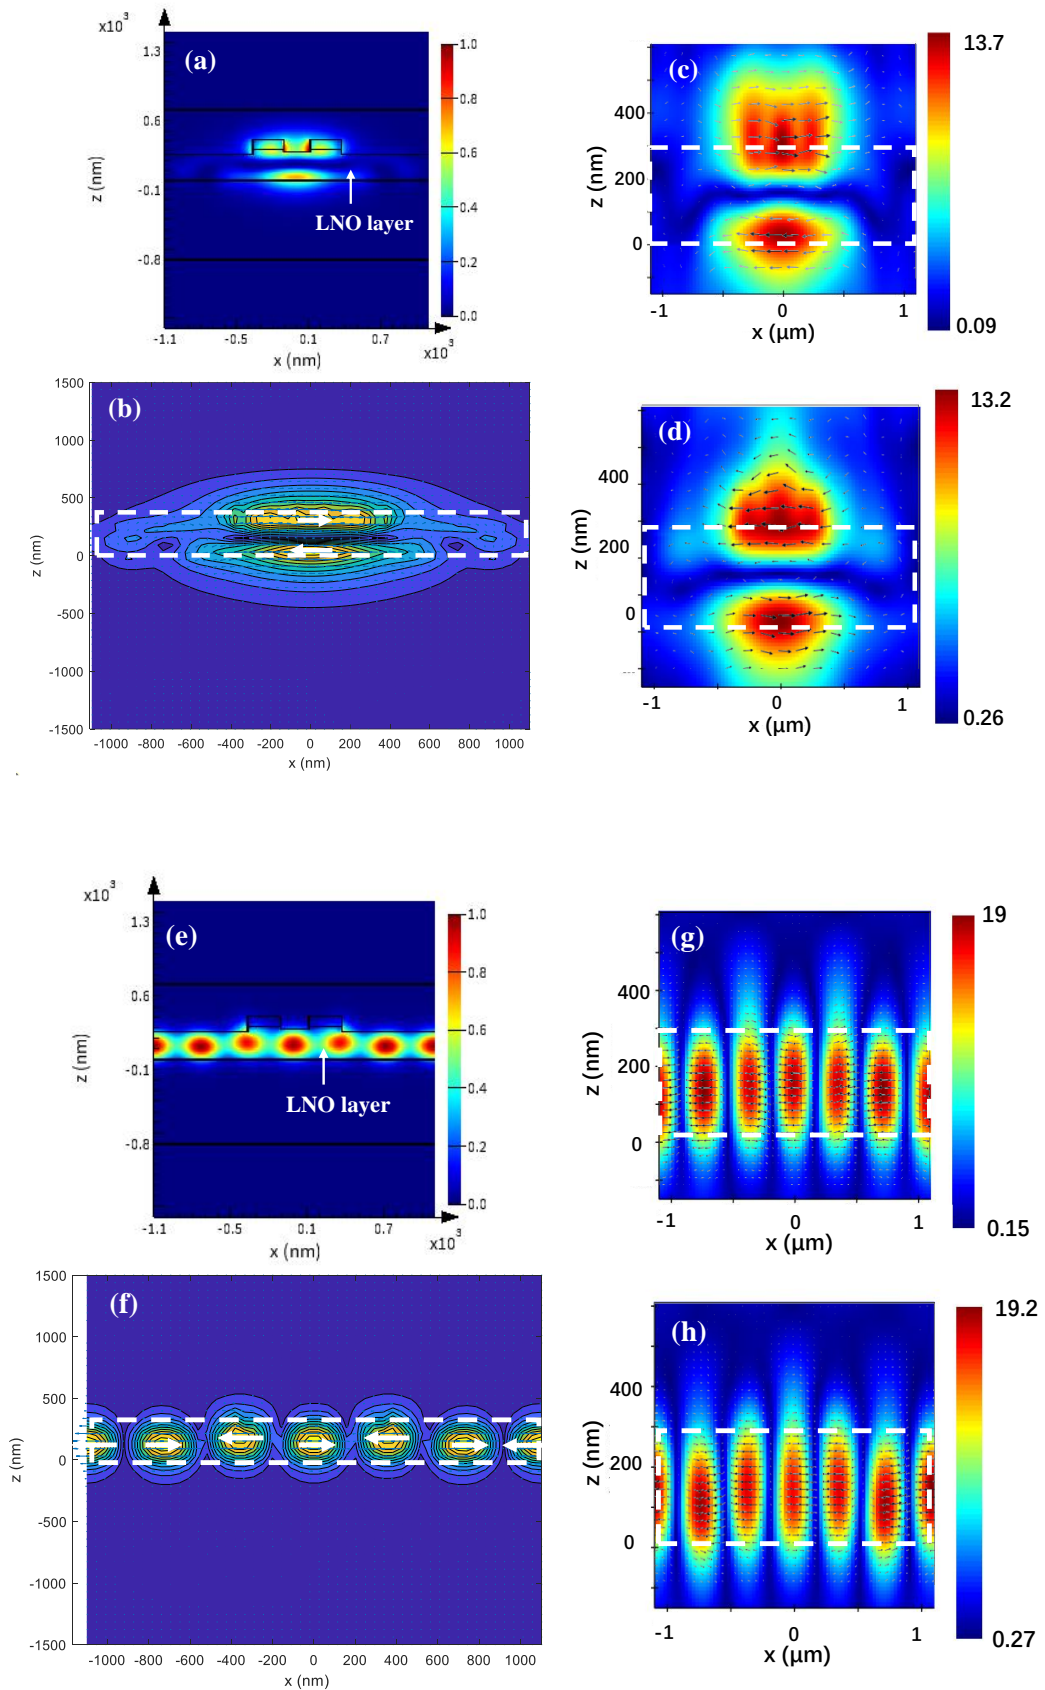 x10³
(a)
z (nm)
1.3
0.6
-0.1
-0.8
LNO layer
1.0
0.8
0.6
0.4
0.2
0.0
-1.1 -0.5 0.1 0.7 x10³
x (nm)
(c)
z (nm)
400
200
0
-1 0 1
x (μm)
13.7
0.09
(b)
z (nm)
1500
1000
500
0
-500
-1000
-1500
-1000 -800 -600 -400 -200 0 200 400 600 800 1000
x (nm)
(d)
z (nm)
400
200
0
-1 0 1
x (μm)
13.2
0.26
x10³
(e)
z (nm)
1.3
0.6
-0.1
-0.8
LNO layer
1.0
0.8
0.6
0.4
0.2
0.0
-1.1 -0.5 0.1 0.7 x10³
x (nm)
(g)
z (nm)
400
200
0
-1 0 1
x (μm)
19
0.15
(f)
z (nm)
1500
1000
500
0
-500
-1000
-1500
-1000 -800 -600 -400 -200 0 200 400 600 800 1000
x (nm)
(h)
z (nm)
400
200
0
-1 0 1
x (μm)
19.2
0.27